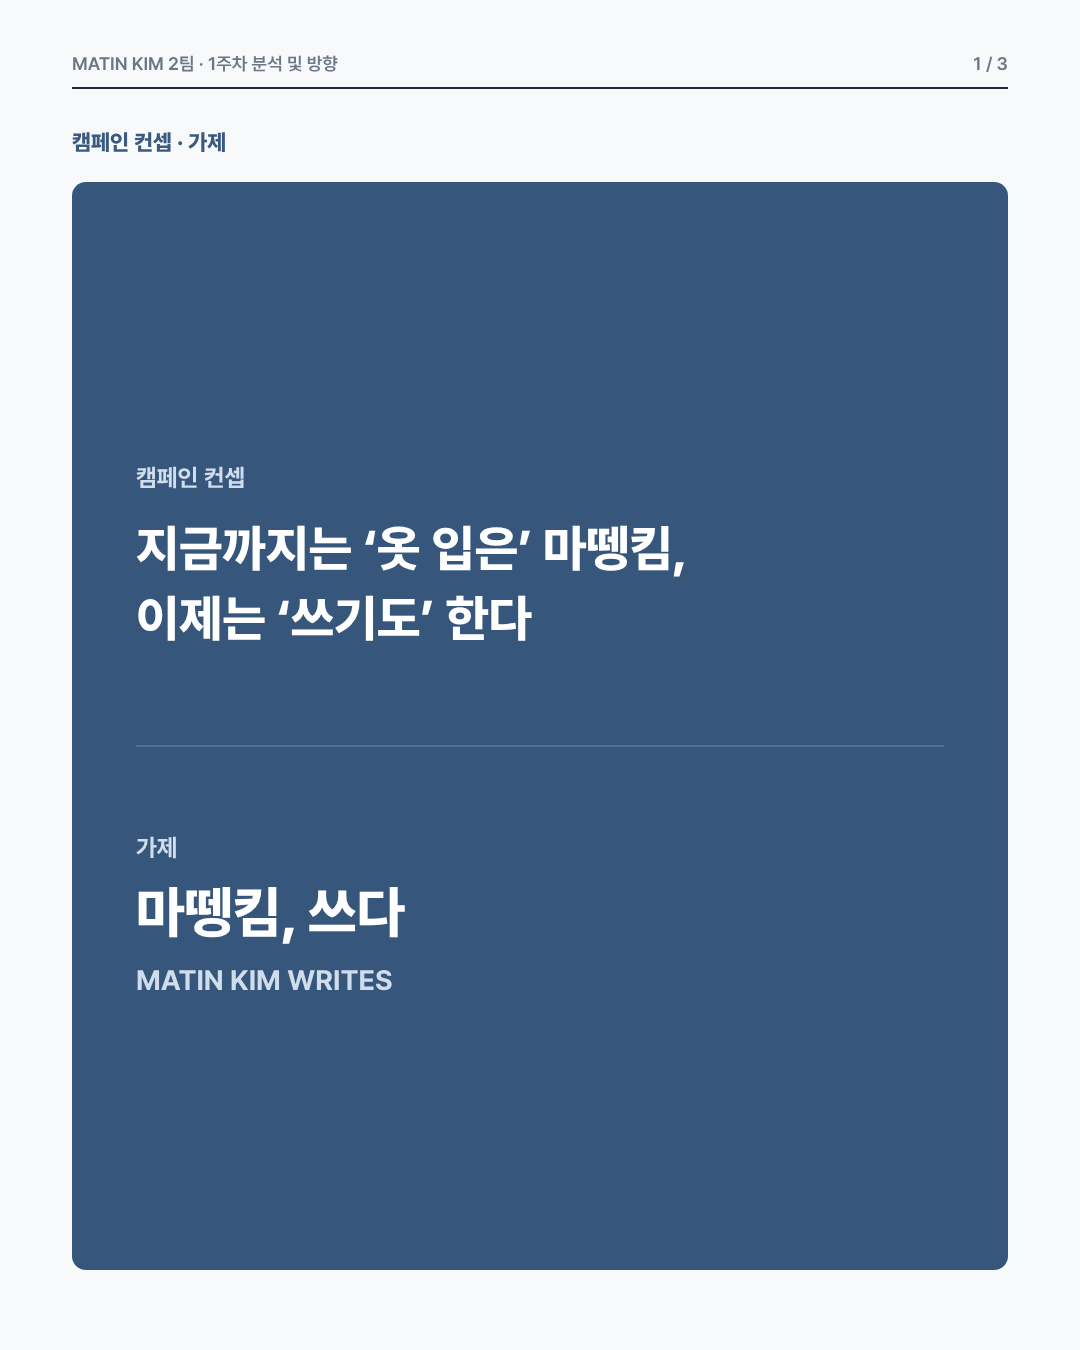 MATIN KIM 2팀 · 1주차 분석 및 방향
1 / 3
캠페인 컨셉 · 가제
캠페인 컨셉
지금까지는 ‘옷 입은’ 마뗑킴,
이제는 ‘쓰기도’ 한다
가제
마뗑킴, 쓰다
MATIN KIM WRITES